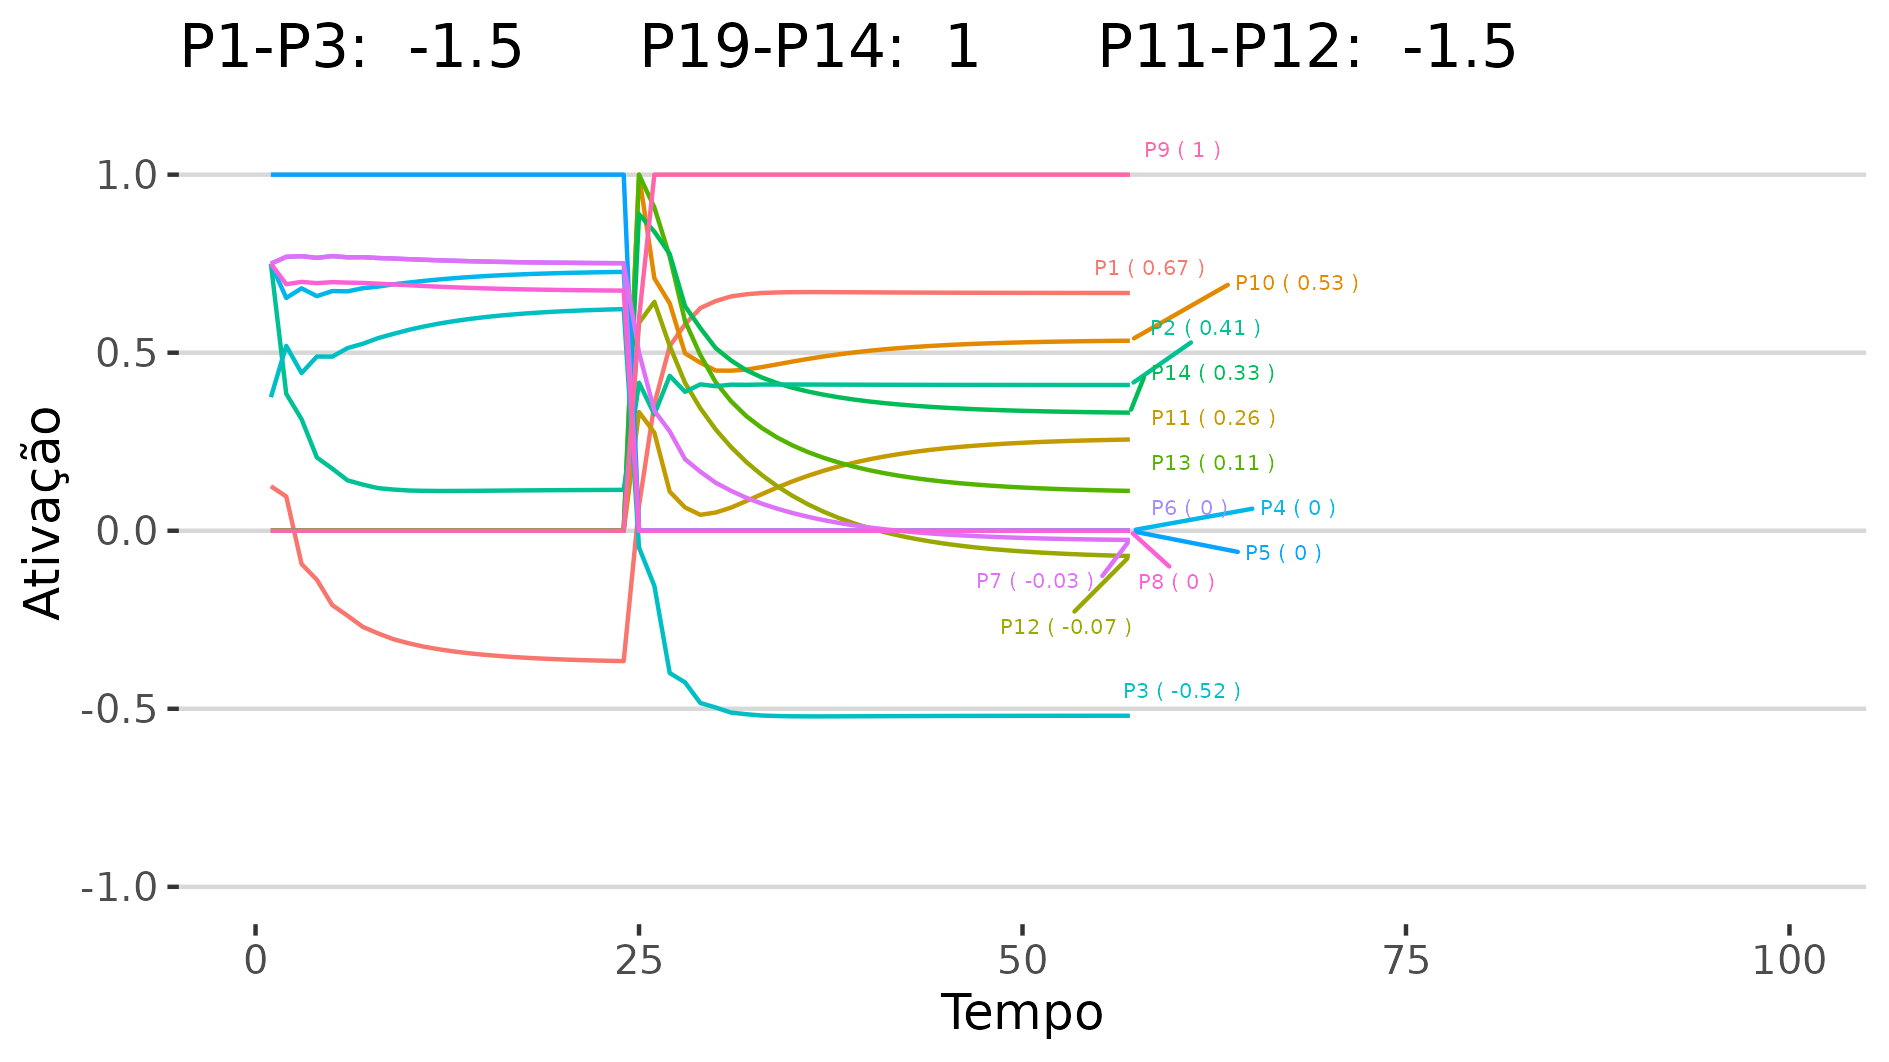 P1-P3: -1.5 P19-P14: 1 P11-P12: -1.5
P9 ( 1 )
1.0
P1 ( 0.67 )
P10 ( 0.53 )
P2 ( 0.41 )
0.5
P14 ( 0.33 )
P11 ( 0.26 )
P13 ( 0.11 )
P6 ( 0 ) P4 ( 0 )
0.0
P5 ( 0 )
P7 ( -0.03 ) P8 ( 0 )
P12 ( -0.07 )
P3 ( -0.52 )
-0.5
-1.0
Ativação
0 25 50 75 100
Tempo